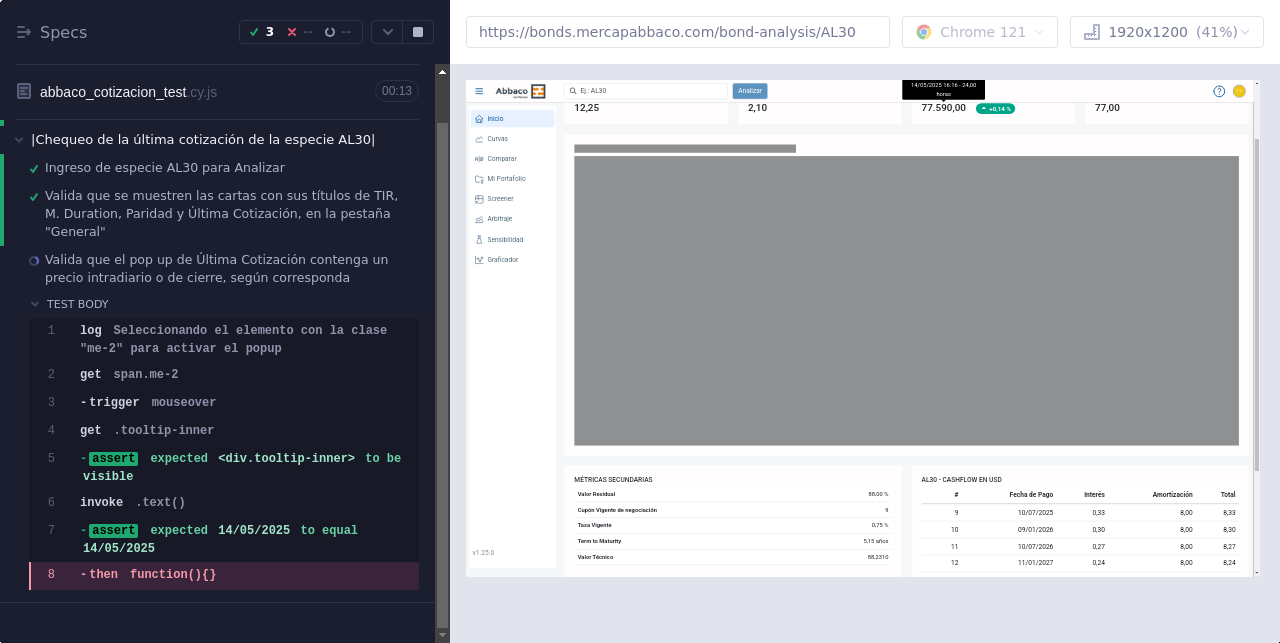 Specs
3 -- --
abbaco_cotizacion_test.cy.js 00:13
|Chequeo de la última cotización de la especie AL30|
Ingreso de especie AL30 para Analizar
Valida que se muestren las cartas con sus títulos de TIR,
M. Duration, Paridad y Última Cotización, en la pestaña
"General"
Valida que el pop up de Última Cotización contenga un
precio intradiario o de cierre, según corresponda
TEST BODY
1 log Seleccionando el elemento con la clase
"me-2" para activar el popup
2 get span.me-2
3 -trigger mouseover
4 get .tooltip-inner
5 -assert expected <div.tooltip-inner> to be
visible
6 invoke .text()
7 -assert expected 14/05/2025 to equal
14/05/2025
8 -then function(){}
https://bonds.mercapabbaco.com/bond-analysis/AL30
Chrome 121
1920x1200 (41%)
Abbaco
Ej.: AL30
Analizar
14/05/2025 16:16 - 24,00
horas
?
12,25 2,10 77.590,00 +0,14 % 77,00
Inicio
Curvas
Comparar
Mi Portafolio
Screener
Arbitraje
Sensibilidad
Graficador
v1.25.0
MÉTRICAS SECUNDARIAS
Valor Residual 88,00 %
Cupón Vigente de negociación 9
Tasa Vigente 0,75 %
Term to Maturity 5,15 años
Valor Técnico 88,2310
AL30 - CASHFLOW EN USD
# Fecha de Pago Interés Amortización Total
9 10/07/2025 0,33 8,00 8,33
10 09/01/2026 0,30 8,00 8,30
11 10/07/2026 0,27 8,00 8,27
12 11/01/2027 0,24 8,00 8,24